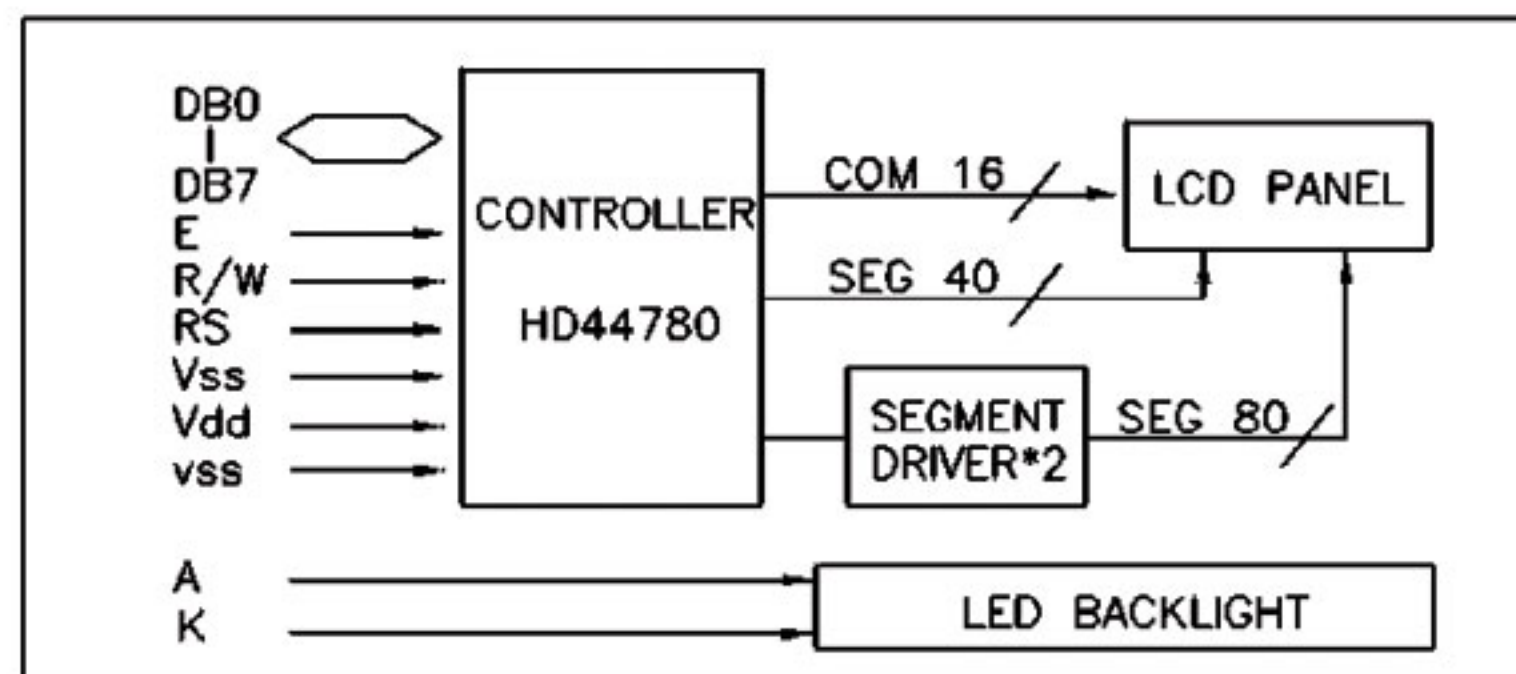 DB0
DB7
E
R/W
RS
Vss
Vdd
vss
CONTROLLER
HD44780
COM 16
SEG 40
LCD PANEL
SEGMENT
DRIVER*2
SEG 80
A
K
LED BACKLIGHT